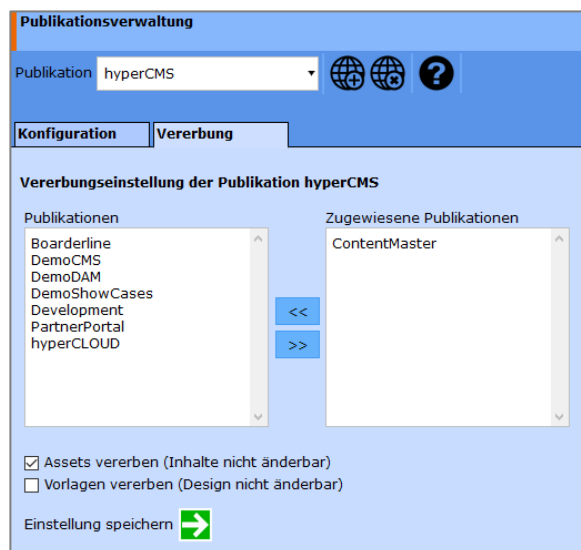 Publikationsverwaltung
Publikation hyperCMS
Konfiguration Vererbung
Vererbungseinstellung der Publikation hyperCMS
Publikationen Zugewiesene Publikationen
Boarderline ContentMaster
DemoCMS
DemoDAM
DemoShowCases
Development
PartnerPortal
hyperCLOUD
<<
>>
Assets vererben (Inhalte nicht änderbar)
Vorlagen vererben (Design nicht änderbar)
Einstellung speichern